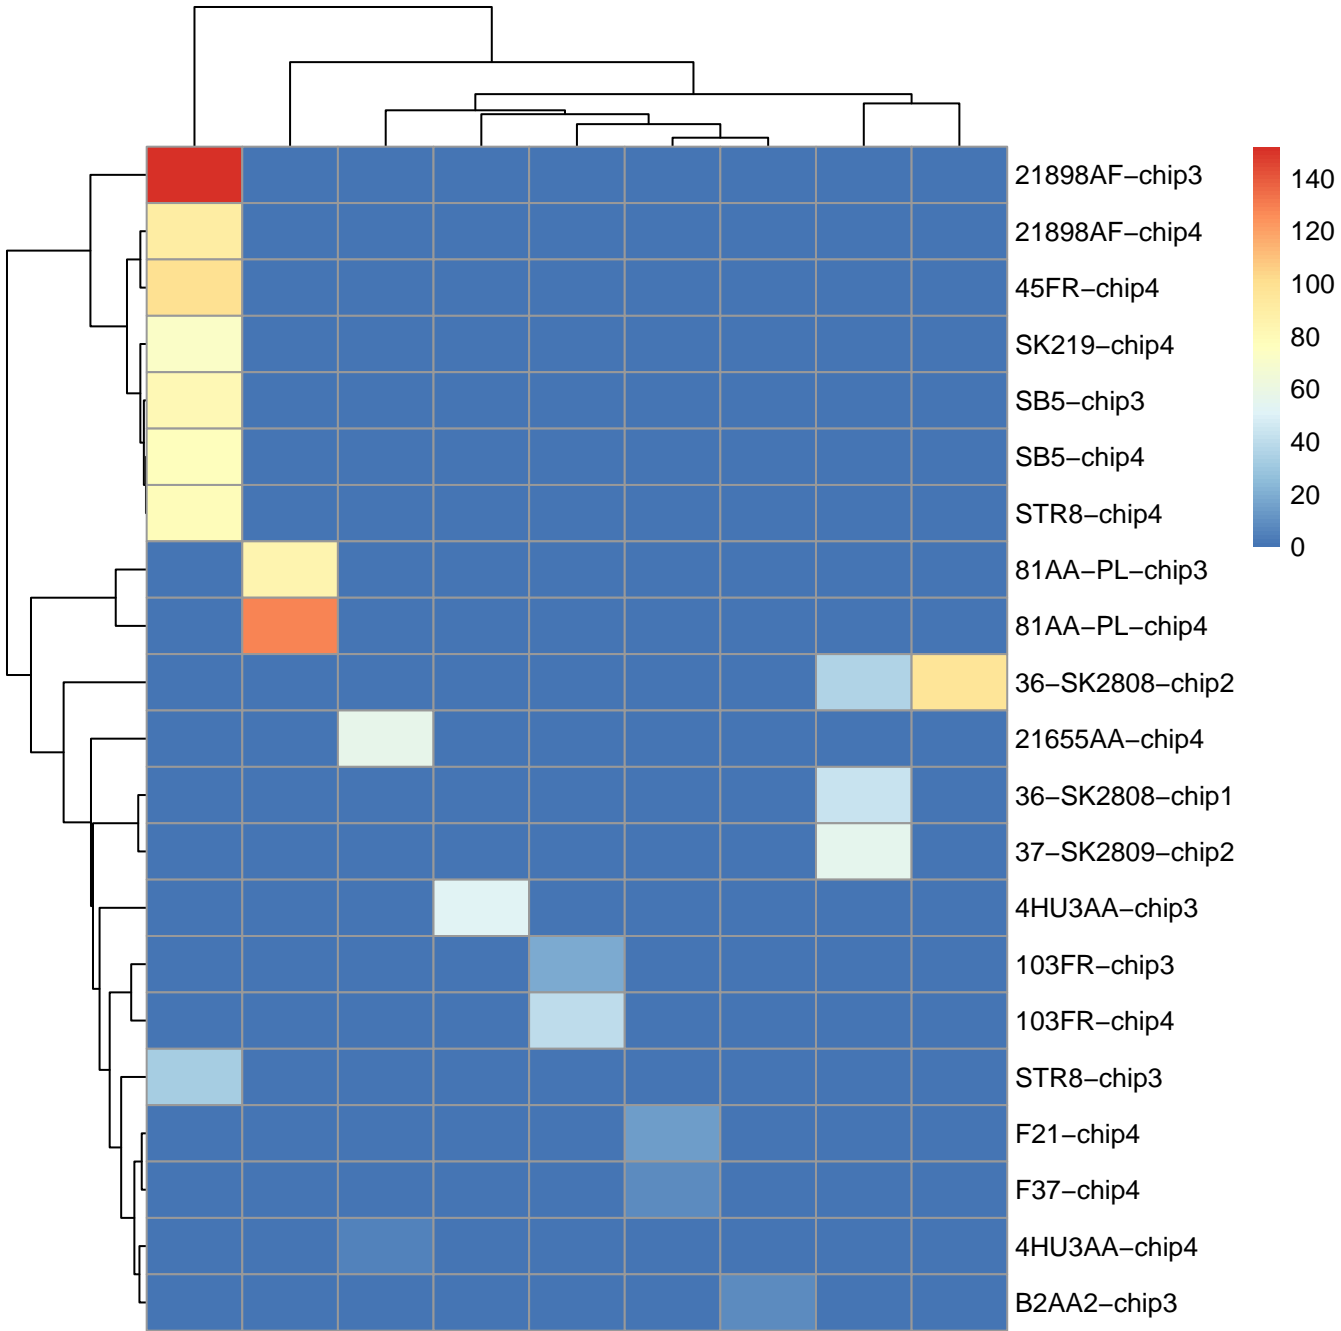 21898AF−chip3
21898AF−chip4
45FR−chip4
SK219−chip4
SB5−chip3
SB5−chip4
STR8−chip4
81AA−PL−chip3
81AA−PL−chip4
36−SK2808−chip2
21655AA−chip4
36−SK2808−chip1
37−SK2809−chip2
4HU3AA−chip3
103FR−chip3
103FR−chip4
STR8−chip3
F21−chip4
F37−chip4
4HU3AA−chip4
B2AA2−chip3
140
120
100
80
60
40
20
0